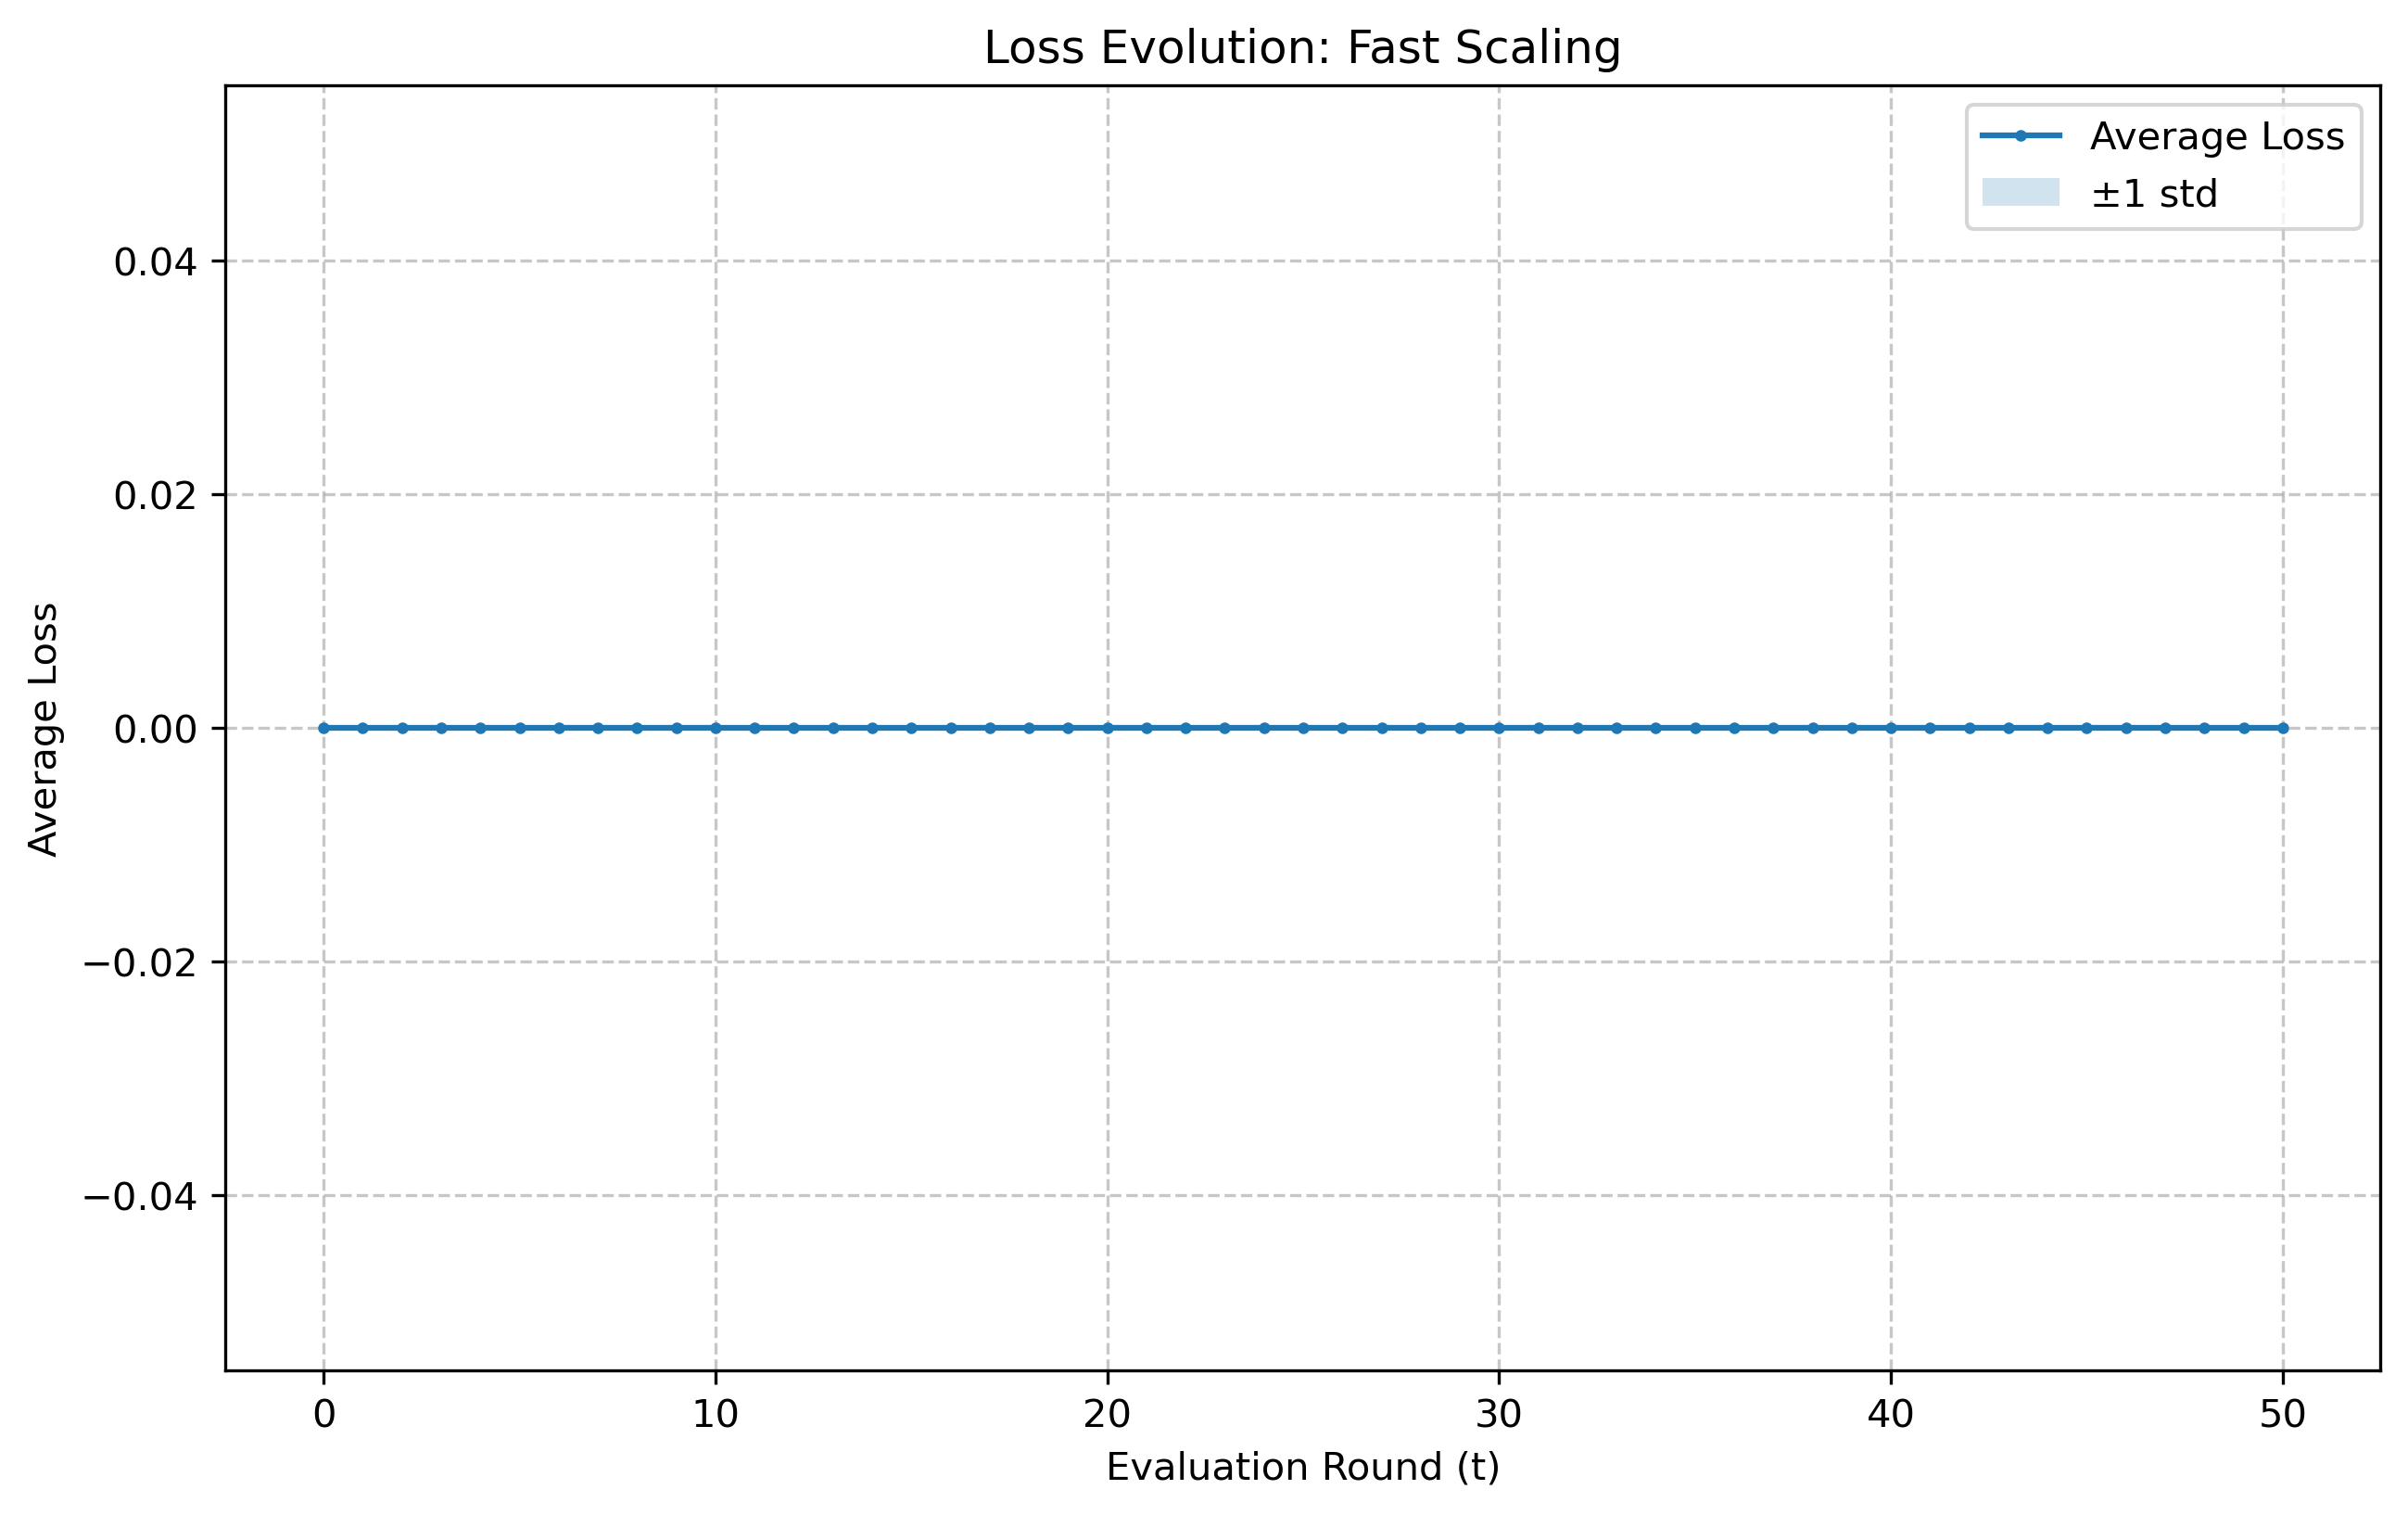 Loss Evolution: Fast Scaling
Average Loss
±1 std
0.04
0.02
0.00
−0.02
−0.04
Average Loss
0 10 20 30 40 50
Evaluation Round (t)